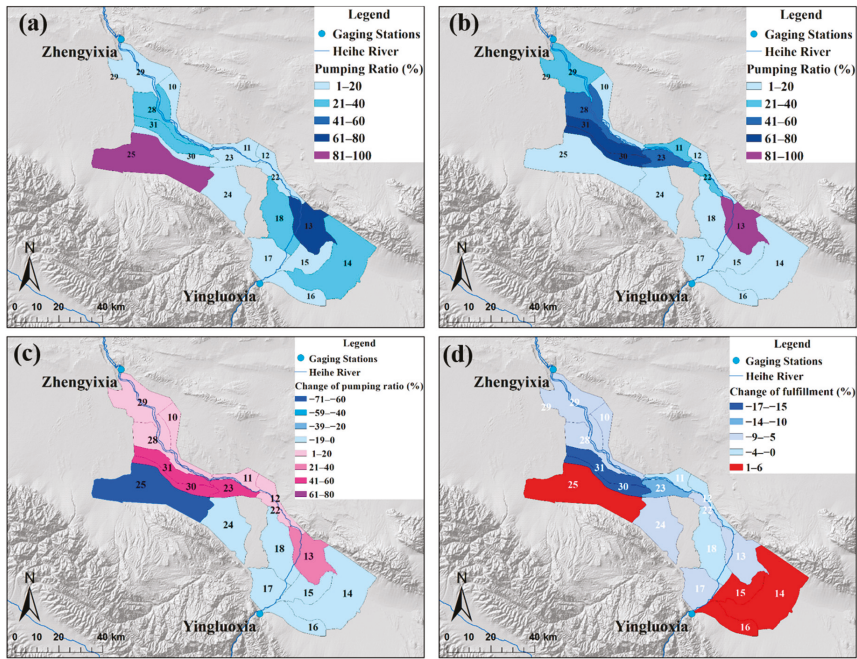 (a)
Zhengyixia
Legend
Gaging Stations
Heihe River
Pumping Ratio (%)
1–20
21–40
41–60
61–80
81–100
29
29
10
28
31
11
25
30
23
12
22
24
18
13
17
15
14
16
Yingluoxia
N
0 10 20 40 km
(b)
Zhengyixia
Legend
Gaging Stations
Heihe River
Pumping Ratio (%)
1–20
21–40
41–60
61–80
81–100
29
29
10
28
31
11
25
30
23
12
22
24
18
13
17
15
14
16
Yingluoxia
N
0 10 20 40 km
(c)
Zhengyixia
Legend
Gaging Stations
Heihe River
Change of pumping ratio (%)
−71–−60
−59–−40
−39–−20
−19–0
1–20
21–40
41–60
61–80
29
10
28
31
11
25
30
23
12
22
24
18
13
17
15
14
16
Yingluoxia
N
0 10 20 40 km
(d)
Zhengyixia
Legend
Gaging Stations
Heihe River
Change of fulfillment (%)
−17–−15
−14–−10
−9–−5
−4–−0
1–6
29
29
10
28
31
11
25
30
23
12
22
24
18
13
17
15
14
16
Yingluoxia
N
0 10 20 40 km